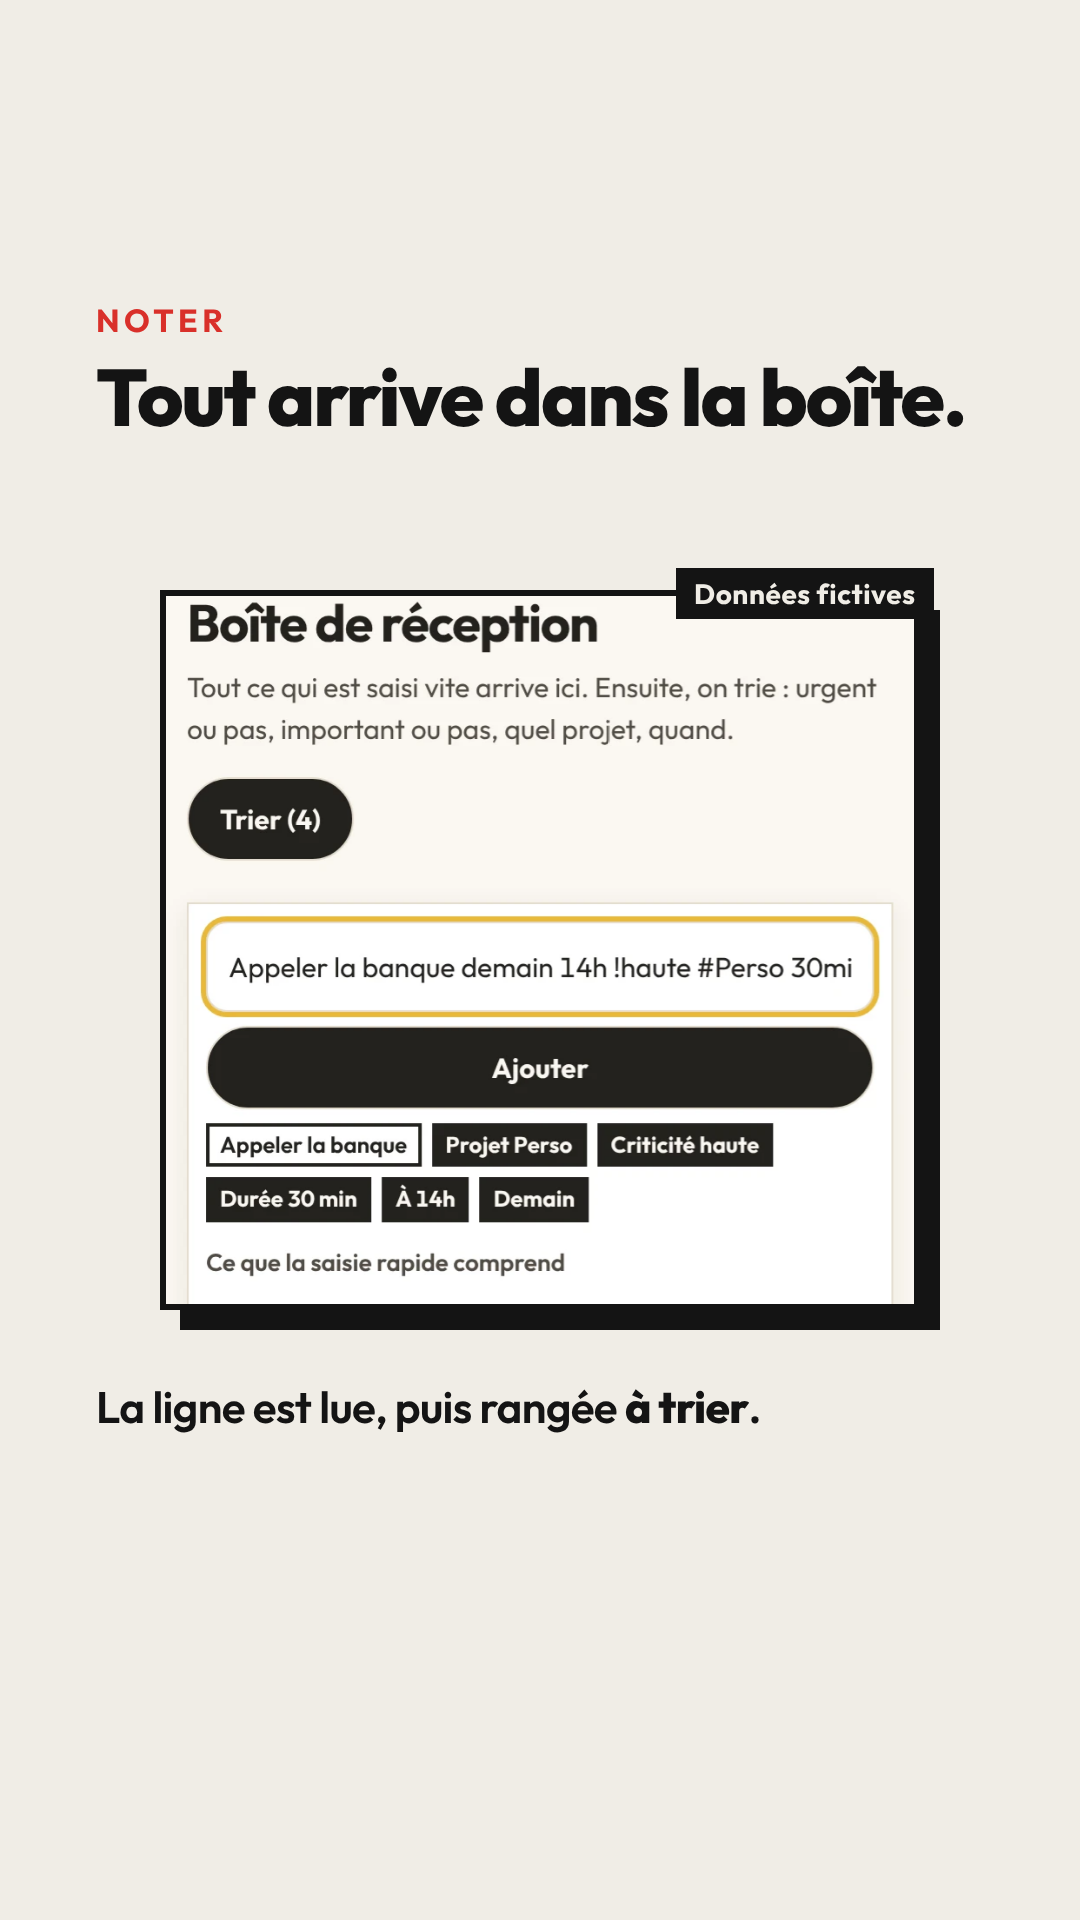 NOTER
Tout arrive dans la boîte.
Données fictives
Boîte de réception
Tout ce qui est saisi vite arrive ici. Ensuite, on trie : urgent
ou pas, important ou pas, quel projet, quand.
Trier (4)
Appeler la banque demain 14h !haute #Perso 30mi
Ajouter
Appeler la banque Projet Perso Criticité haute
Durée 30 min À 14h Demain
Ce que la saisie rapide comprend
La ligne est lue, puis rangée à trier.